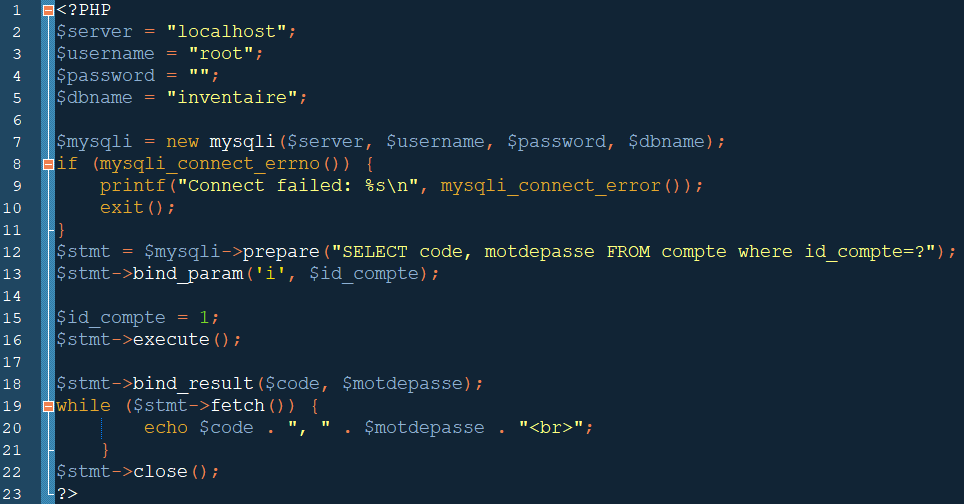 1 <?PHP
2 $server = "localhost";
3 $username = "root";
4 $password = "";
5 $dbname = "inventaire";
6
7 $mysqli = new mysqli($server, $username, $password, $dbname);
8 if (mysqli_connect_errno()) {
9     printf("Connect failed: %s\n", mysqli_connect_error());
10     exit();
11 }
12 $stmt = $mysqli->prepare("SELECT code, motdepasse FROM compte where id_compte=?");
13 $stmt->bind_param('i', $id_compte);
14
15 $id_compte = 1;
16 $stmt->execute();
17
18 $stmt->bind_result($code, $motdepasse);
19 while ($stmt->fetch()) {
20         echo $code . ", " . $motdepasse . "<br>";
21     }
22 $stmt->close();
23 ?>